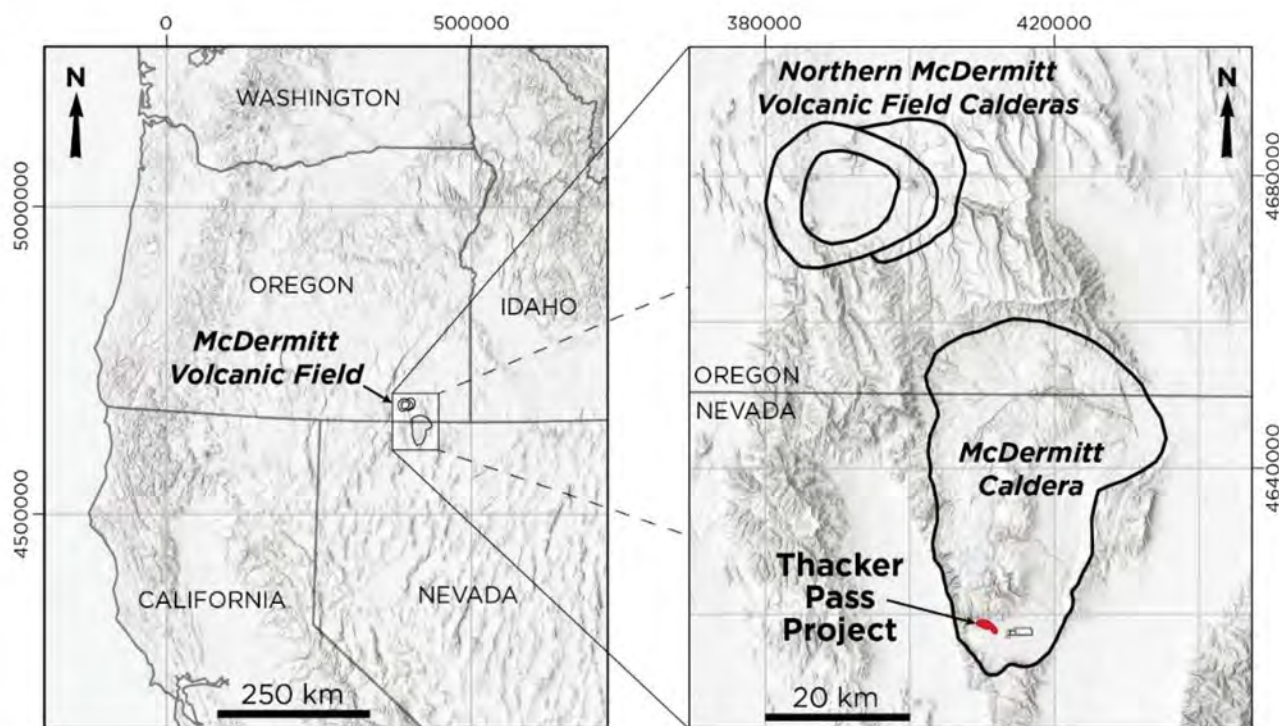 0
5000000
5000000
4500000
N
WASHINGTON
OREGON
IDAHO
McDermitt
Volcanic Field
CALIFORNIA
NEVADA
250 km
380000
420000
4680000
4640000
Northern McDermitt
Volcanic Field Calderas
N
OREGON
NEVADA
McDermitt
Caldera
Thacker
Pass
Project
20 km